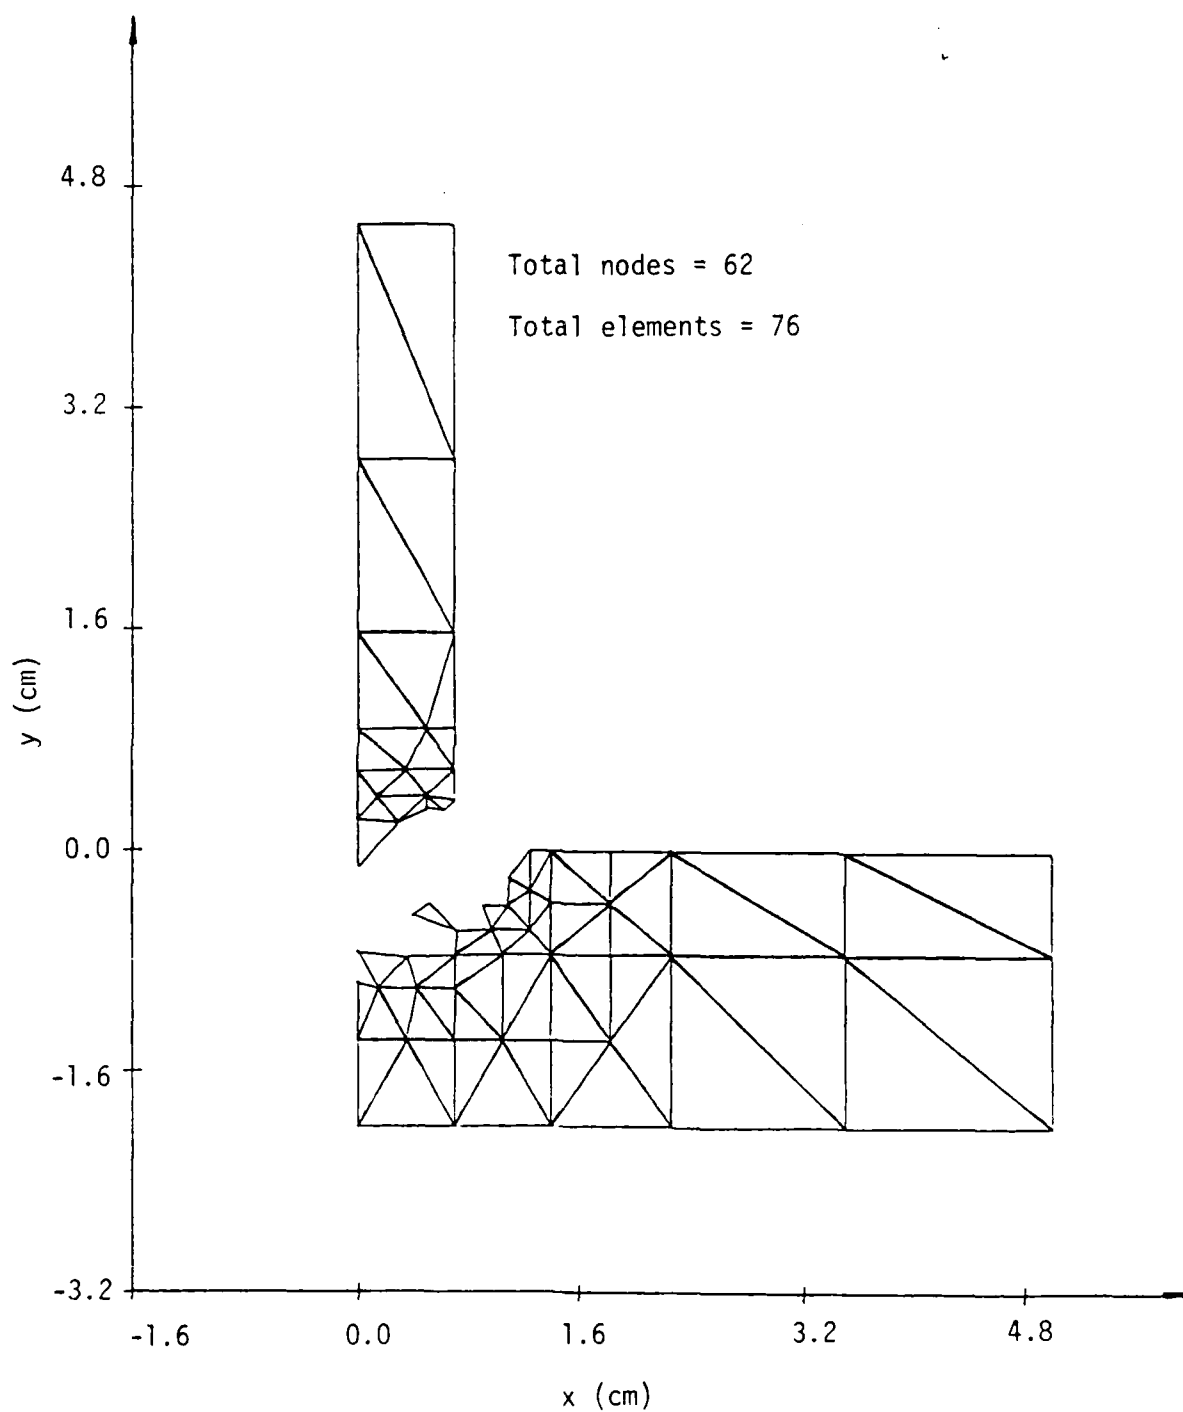 4.8
Total nodes = 62
Total elements = 76
3.2
1.6
y (cm)
0.0
-1.6
-3.2
-1.6 0.0 1.6 3.2 4.8
x (cm)